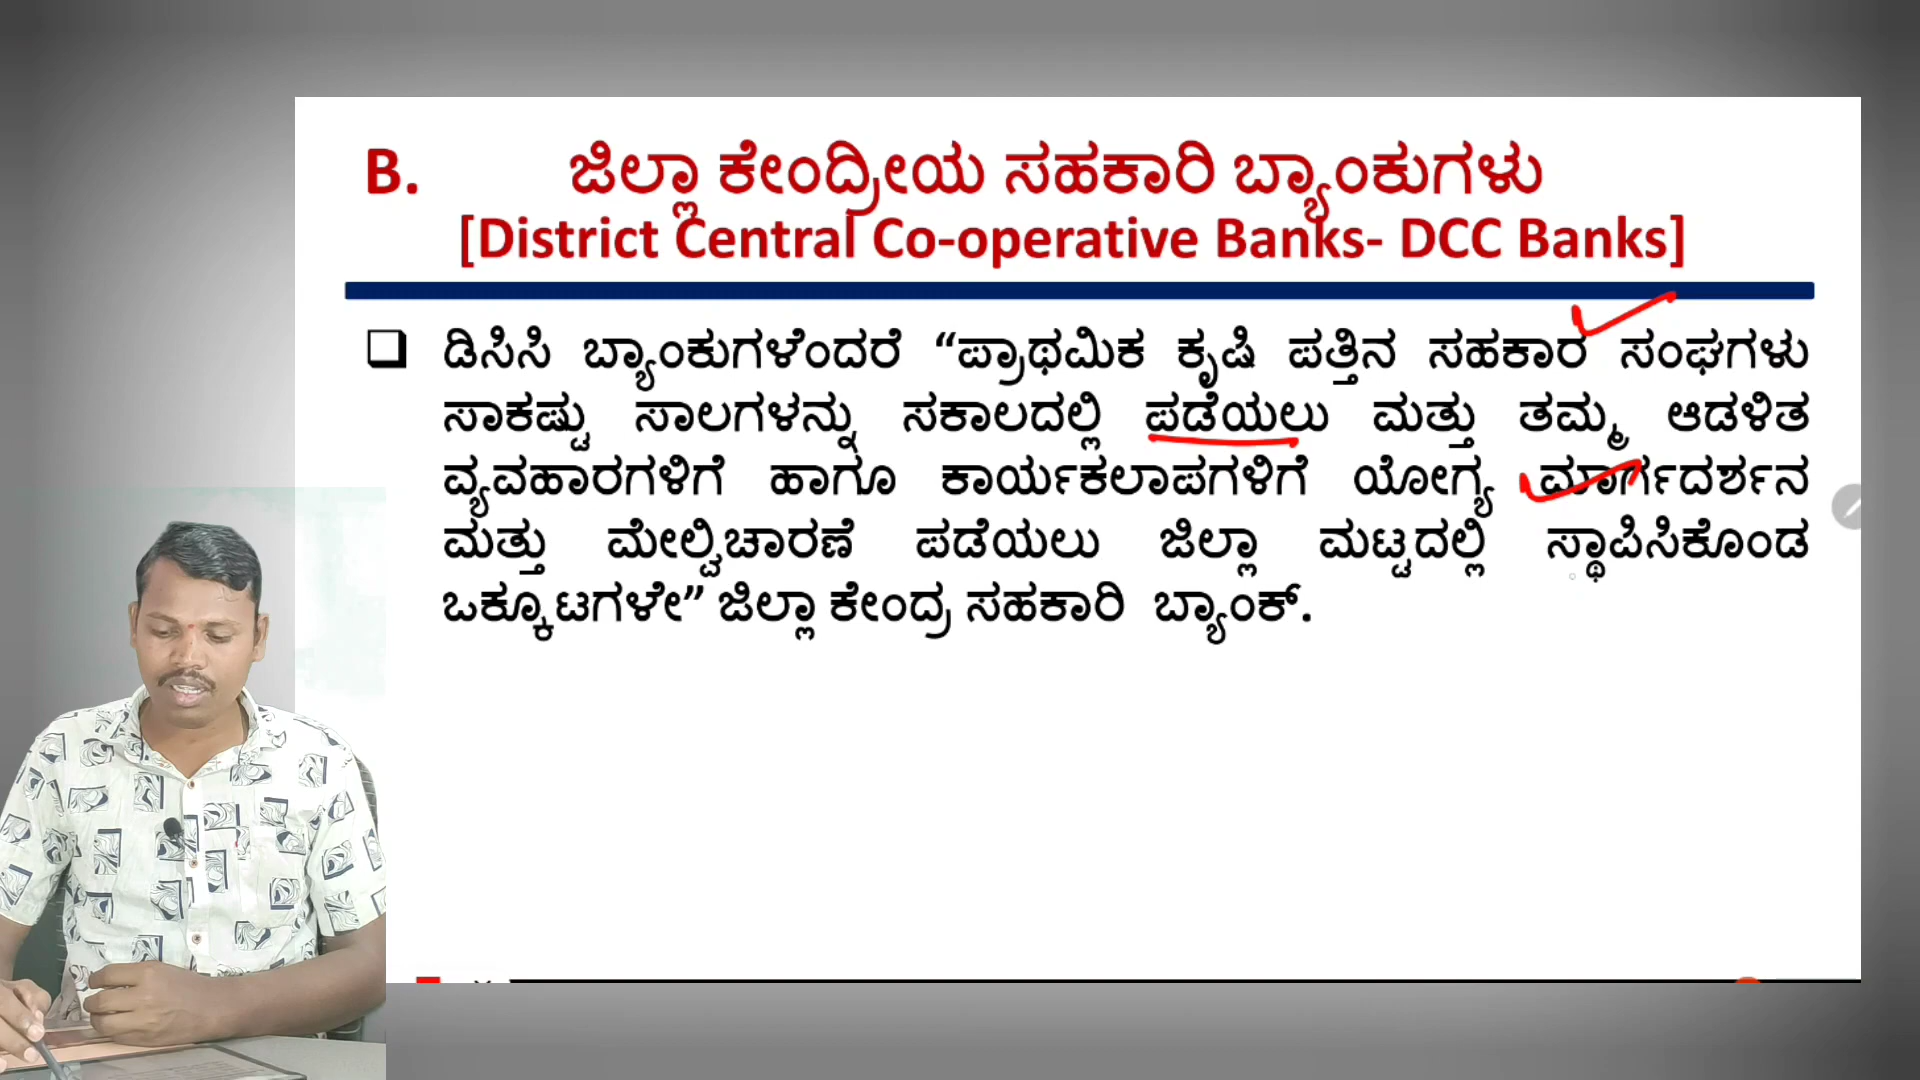 B. ಜಿಲ್ಲಾ ಕೇಂದ್ರೀಯ ಸಹಕಾರಿ ಬ್ಯಾಂಕುಗಳು
[District Central Co-operative Banks- DCC Banks]
ಡಿಸಿಸಿ ಬ್ಯಾಂಕುಗಳೆಂದರೆ “ಪ್ರಾಥಮಿಕ ಕೃಷಿ ಪತ್ತಿನ ಸಹಕಾರ ಸಂಘಗಳು
ಸಾಕಷ್ಟು ಸಾಲಗಳನ್ನು ಸಕಾಲದಲ್ಲಿ ಪಡೆಯಲು ಮತ್ತು ತಮ್ಮ ಆಡಳಿತ
ವ್ಯವಹಾರಗಳಿಗೆ ಹಾಗೂ ಕಾರ್ಯಕಲಾಪಗಳಿಗೆ ಯೋಗ್ಯ ಮಾರ್ಗದರ್ಶನ
ಮತ್ತು ಮೇಲ್ವಿಚಾರಣೆ ಪಡೆಯಲು ಜಿಲ್ಲಾ ಮಟ್ಟದಲ್ಲಿ ಸ್ಥಾಪಿಸಿಕೊಂಡ
ಒಕ್ಕೂಟಗಳೇ” ಜಿಲ್ಲಾ ಕೇಂದ್ರ ಸಹಕಾರಿ ಬ್ಯಾಂಕ್.